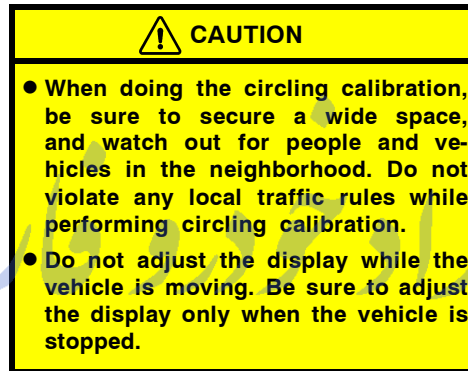 CAUTION
● When doing the circling calibration,
be sure to secure a wide space,
and watch out for people and ve-
hicles in the neighborhood. Do not
violate any local traffic rules while
performing circling calibration.
● Do not adjust the display while the
vehicle is moving. Be sure to adjust
the display only when the vehicle is
stopped.